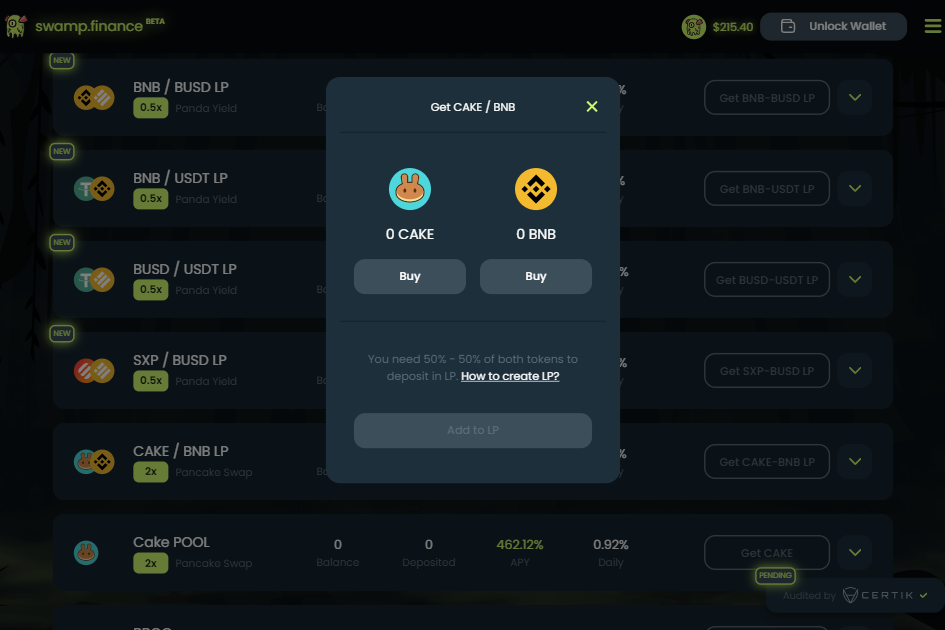 swamp.finance BETA
$215.40
Unlock Wallet
NEW
BNB / BUSD LP
0.5x Panda Yield
Get BNB-BUSD LP
NEW
BNB / USDT LP
0.5x Panda Yield
Get BNB-USDT LP
NEW
BUSD / USDT LP
0.5x Panda Yield
Get BUSD-USDT LP
NEW
SXP / BUSD LP
0.5x Panda Yield
Get SXP-BUSD LP
CAKE / BNB LP
2x Pancake Swap
Get CAKE-BNB LP
Get CAKE / BNB
0 CAKE 0 BNB
Buy Buy
You need 50% - 50% of both tokens to
deposit in LP. How to create LP?
Add to LP
Cake POOL 0 0 462.12% 0.92% Get CAKE
2x Pancake Swap Balance Deposited APY Daily
PENDING
Audited by CERTIK